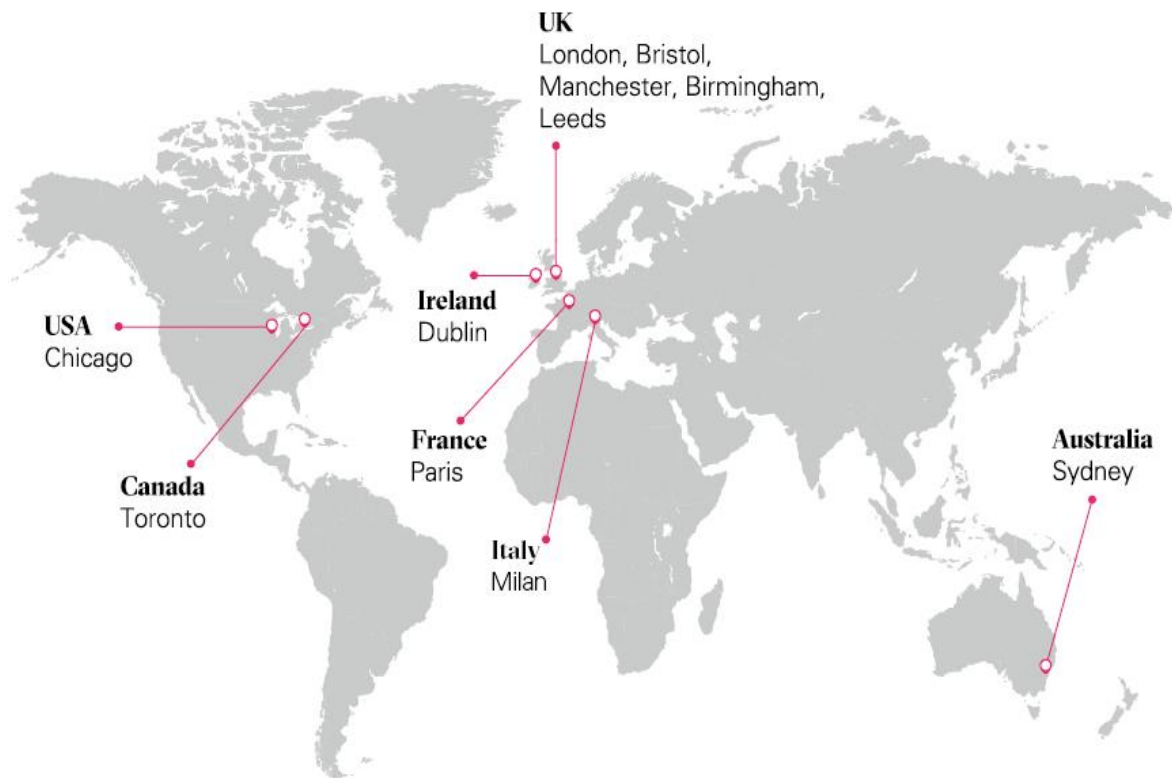 UK
London, Bristol,
Manchester, Birmingham,
Leeds
Ireland
Dublin
USA
Chicago
France
Paris
Australia
Sydney
Canada
Toronto
Italy
Milan